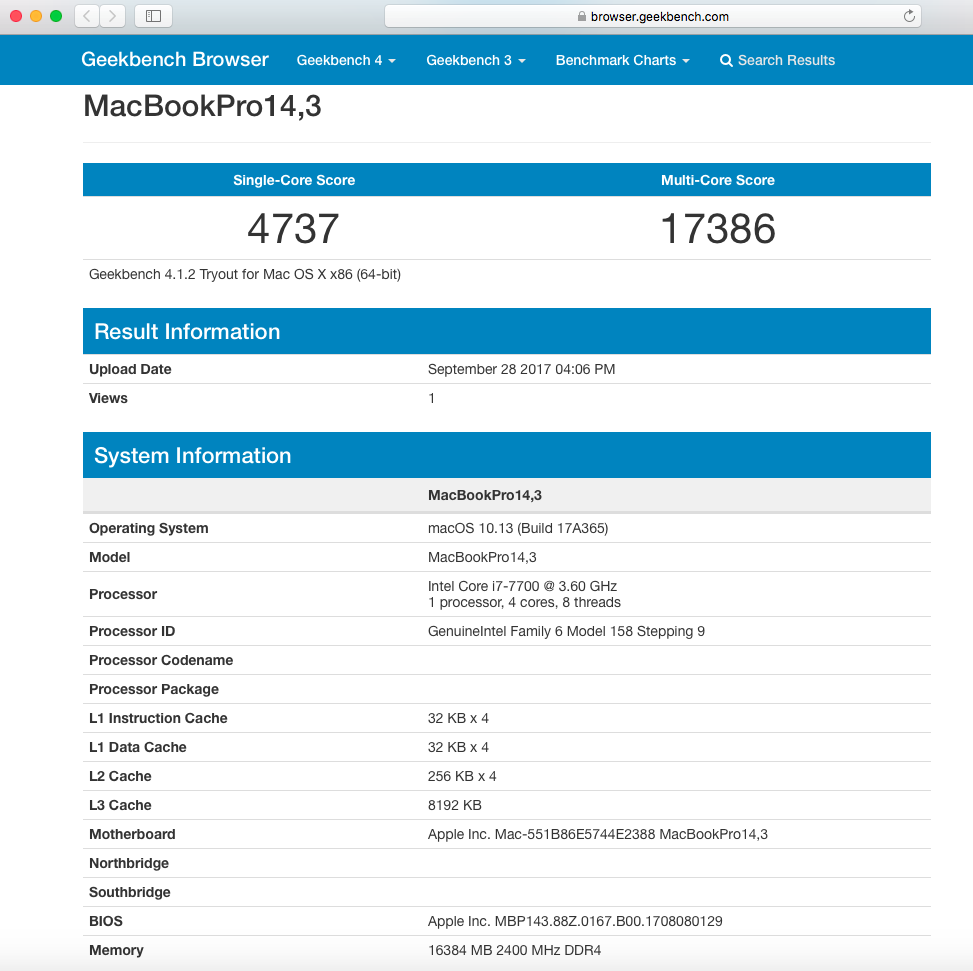 browser.geekbench.com
Geekbench Browser Geekbench 4 Geekbench 3 Benchmark Charts Search Results
MacBookPro14,3
Single-Core Score Multi-Core Score
4737 17386
Geekbench 4.1.2 Tryout for Mac OS X x86 (64-bit)
Result Information
Upload Date September 28 2017 04:06 PM
Views 1
System Information
MacBookPro14,3
Operating System macOS 10.13 (Build 17A365)
Model MacBookPro14,3
Processor Intel Core i7-7700 @ 3.60 GHz
1 processor, 4 cores, 8 threads
Processor ID GenuineIntel Family 6 Model 158 Stepping 9
Processor Codename
Processor Package
L1 Instruction Cache 32 KB x 4
L1 Data Cache 32 KB x 4
L2 Cache 256 KB x 4
L3 Cache 8192 KB
Motherboard Apple Inc. Mac-551B86E5744E2388 MacBookPro14,3
Northbridge
Southbridge
BIOS Apple Inc. MBP143.88Z.0167.B00.1708080129
Memory 16384 MB 2400 MHz DDR4